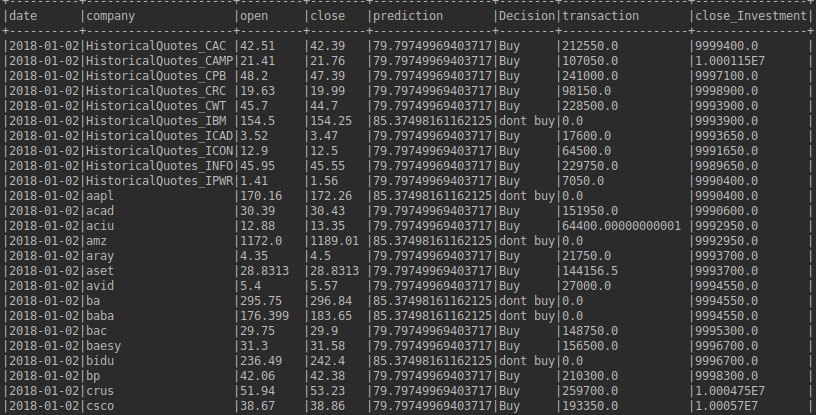 |date      |company             |open   |close  |prediction       |Decision|transaction       |close_Investment|
+----------+--------------------+-------+-------+-----------------+--------+------------------+----------------+
|2018-01-02|HistoricalQuotes_CAC |42.51  |42.39  |79.79749969403717|Buy     |212550.0          |9999400.0       |
|2018-01-02|HistoricalQuotes_CAMP|21.41  |21.76  |79.79749969403717|Buy     |107050.0          |1.000115E7      |
|2018-01-02|HistoricalQuotes_CPB |48.2   |47.39  |79.79749969403717|Buy     |241000.0          |9997100.0       |
|2018-01-02|HistoricalQuotes_CRC |19.63  |19.99  |79.79749969403717|Buy     |98150.0           |9998900.0       |
|2018-01-02|HistoricalQuotes_CWT |45.7   |44.7   |79.79749969403717|Buy     |228500.0          |9993900.0       |
|2018-01-02|HistoricalQuotes_IBM |154.5  |154.25 |85.37498161162125|dont buy|0.0               |9993900.0       |
|2018-01-02|HistoricalQuotes_ICAD|3.52   |3.47   |79.79749969403717|Buy     |17600.0           |9993650.0       |
|2018-01-02|HistoricalQuotes_ICON|12.9   |12.5   |79.79749969403717|Buy     |64500.0           |9991650.0       |
|2018-01-02|HistoricalQuotes_INFO|45.95  |45.55  |79.79749969403717|Buy     |229750.0          |9989650.0       |
|2018-01-02|HistoricalQuotes_IPWR|1.41   |1.56   |79.79749969403717|Buy     |7050.0            |9990400.0       |
|2018-01-02|aapl                 |170.16 |172.26 |85.37498161162125|dont buy|0.0               |9990400.0       |
|2018-01-02|acad                 |30.39  |30.43  |79.79749969403717|Buy     |151950.0          |9990600.0       |
|2018-01-02|aciu                 |12.88  |13.35  |79.79749969403717|Buy     |64400.00000000001 |9992950.0       |
|2018-01-02|amz                  |1172.0 |1189.01|85.37498161162125|dont buy|0.0               |9992950.0       |
|2018-01-02|aray                 |4.35   |4.5    |79.79749969403717|Buy     |21750.0           |9993700.0       |
|2018-01-02|aset                 |28.8313|28.8313|79.79749969403717|Buy     |144156.5          |9993700.0       |
|2018-01-02|avid                 |5.4    |5.57   |79.79749969403717|Buy     |27000.0           |9994550.0       |
|2018-01-02|ba                   |295.75 |296.84 |85.37498161162125|dont buy|0.0               |9994550.0       |
|2018-01-02|baba                 |176.399|183.65 |85.37498161162125|dont buy|0.0               |9994550.0       |
|2018-01-02|bac                  |29.75  |29.9   |79.79749969403717|Buy     |148750.0          |9995300.0       |
|2018-01-02|baesy                |31.3   |31.58  |79.79749969403717|Buy     |156500.0          |9996700.0       |
|2018-01-02|bidu                 |236.49 |242.4  |85.37498161162125|dont buy|0.0               |9996700.0       |
|2018-01-02|bp                   |42.06  |42.38  |79.79749969403717|Buy     |210300.0          |9998300.0       |
|2018-01-02|crus                 |51.94  |53.23  |79.79749969403717|Buy     |259700.0          |1.000475E7      |
|2018-01-02|csco                 |38.67  |38.86  |79.79749969403717|Buy     |193350.0          |1.00057E7       |